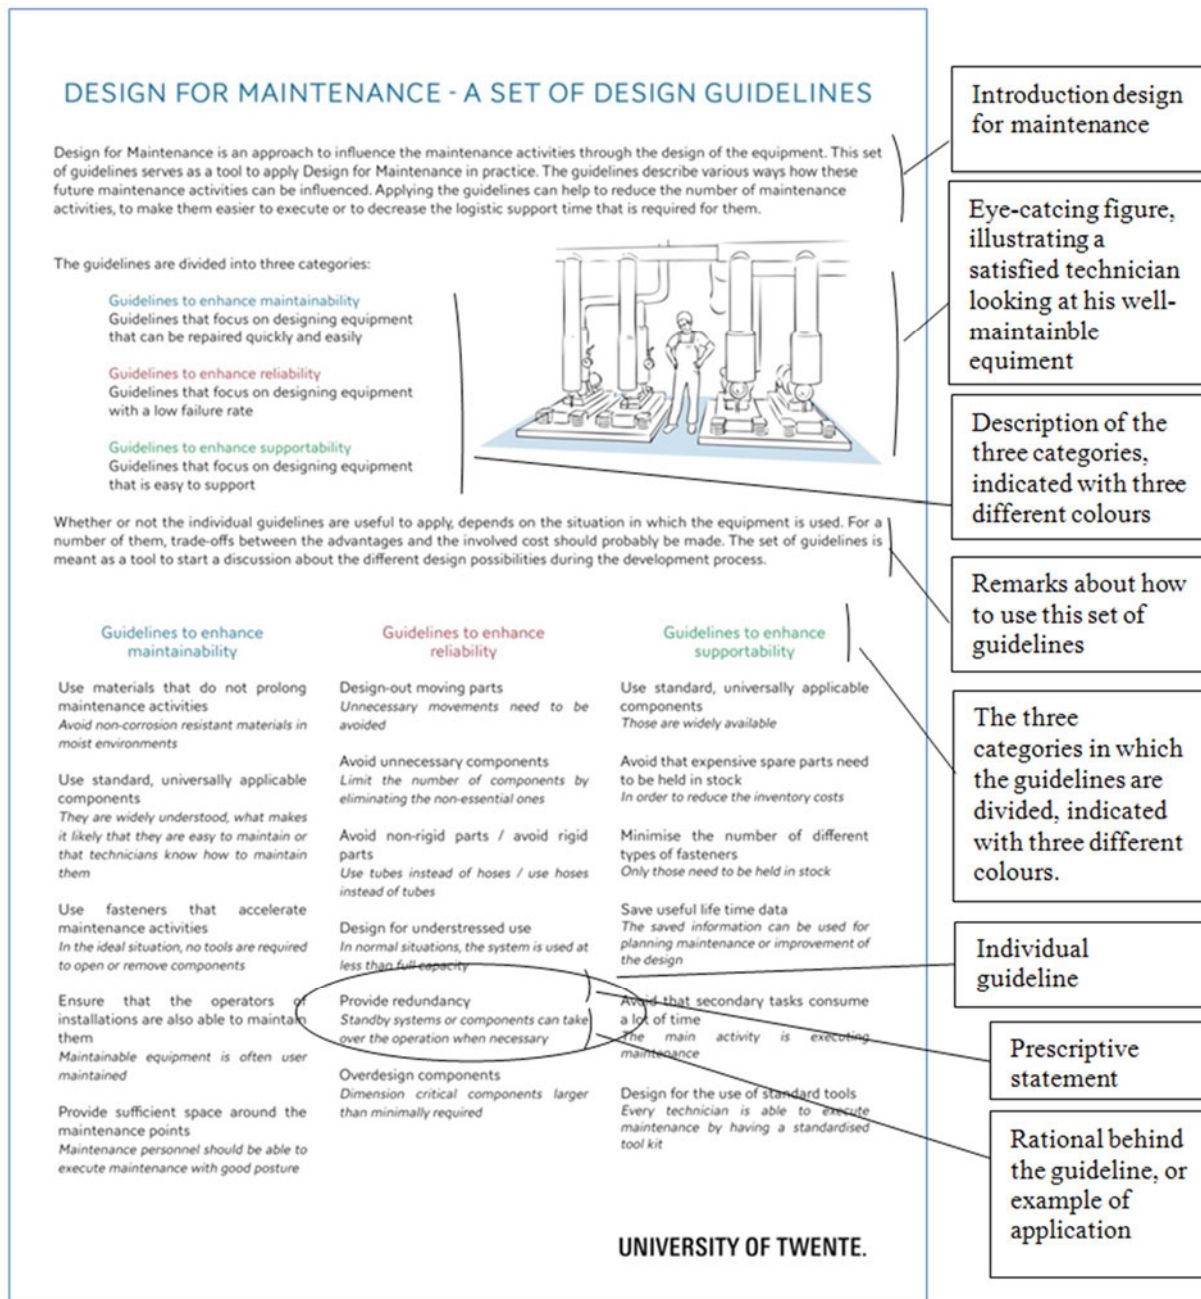 DESIGN FOR MAINTENANCE - A SET OF DESIGN GUIDELINES
Design for Maintenance is an approach to influence the maintenance activities through the design of the equipment. This set
of guidelines serves as a tool to apply Design for Maintenance in practice. The guidelines describe various ways how these
future maintenance activities can be influenced. Applying the guidelines can help to reduce the number of maintenance
activities, to make them easier to execute or to decrease the logistic support time that is required for them.
The guidelines are divided into three categories:
Guidelines to enhance maintainability
Guidelines that focus on designing equipment
that can be repaired quickly and easily
Guidelines to enhance reliability
Guidelines that focus on designing equipment
with a low failure rate
Guidelines to enhance supportability
Guidelines that focus on designing equipment
that is easy to support
Whether or not the individual guidelines are useful to apply, depends on the situation in which the equipment is used. For a
number of them, trade-offs between the advantages and the involved cost should probably be made. The set of guidelines is
meant as a tool to start a discussion about the different design possibilities during the development process.
Guidelines to enhance
maintainability
Use materials that do not prolong
maintenance activities
Avoid non-corrosion resistant materials in
moist environments
Use standard, universally applicable
components
They are widely understood, what makes
it likely that they are easy to maintain or
that technicians know how to maintain
them
Use fasteners that accelerate
maintenance activities
In the ideal situation, no tools are required
to open or remove components
Ensure that the operators of
installations are also able to maintain
them
Maintainable equipment is often user
maintained
Provide sufficient space around the
maintenance points
Maintenance personnel should be able to
execute maintenance with good posture
Guidelines to enhance
reliability
Design-out moving parts
Unnecessary movements need to be
avoided
Avoid unnecessary components
Limit the number of components by
eliminating the non-essential ones
Avoid non-rigid parts / avoid rigid
parts
Use tubes instead of hoses / use hoses
instead of tubes
Design for understressed use
In normal situations, the system is used at
less than full capacity
Provide redundancy
Standby systems or components can take
over the operation when necessary
Overdesign components
Dimension critical components larger
than minimally required
Guidelines to enhance
supportability
Use standard, universally applicable
components
Those are widely available
Avoid that expensive spare parts need
to be held in stock
In order to reduce the inventory costs
Minimise the number of different
types of fasteners
Only those need to be held in stock
Save useful life time data
The saved information can be used for
planning maintenance or improvement of
the design
Avoid that secondary tasks consume
a lot of time
The main activity is executing
maintenance
Design for the use of standard tools
Every technician is able to execute
maintenance by having a standardised
tool kit
UNIVERSITY OF TWENTE.
Introduction design
for maintenance
Eye-catcing figure,
illustrating a
satisfied technician
looking at his well-
maintainble
equiment
Description of the
three categories,
indicated with three
different colours
Remarks about how
to use this set of
guidelines
The three
categories in which
the guidelines are
divided, indicated
with three different
colours.
Individual
guideline
Prescriptive
statement
Rational behind
the guideline, or
example of
application